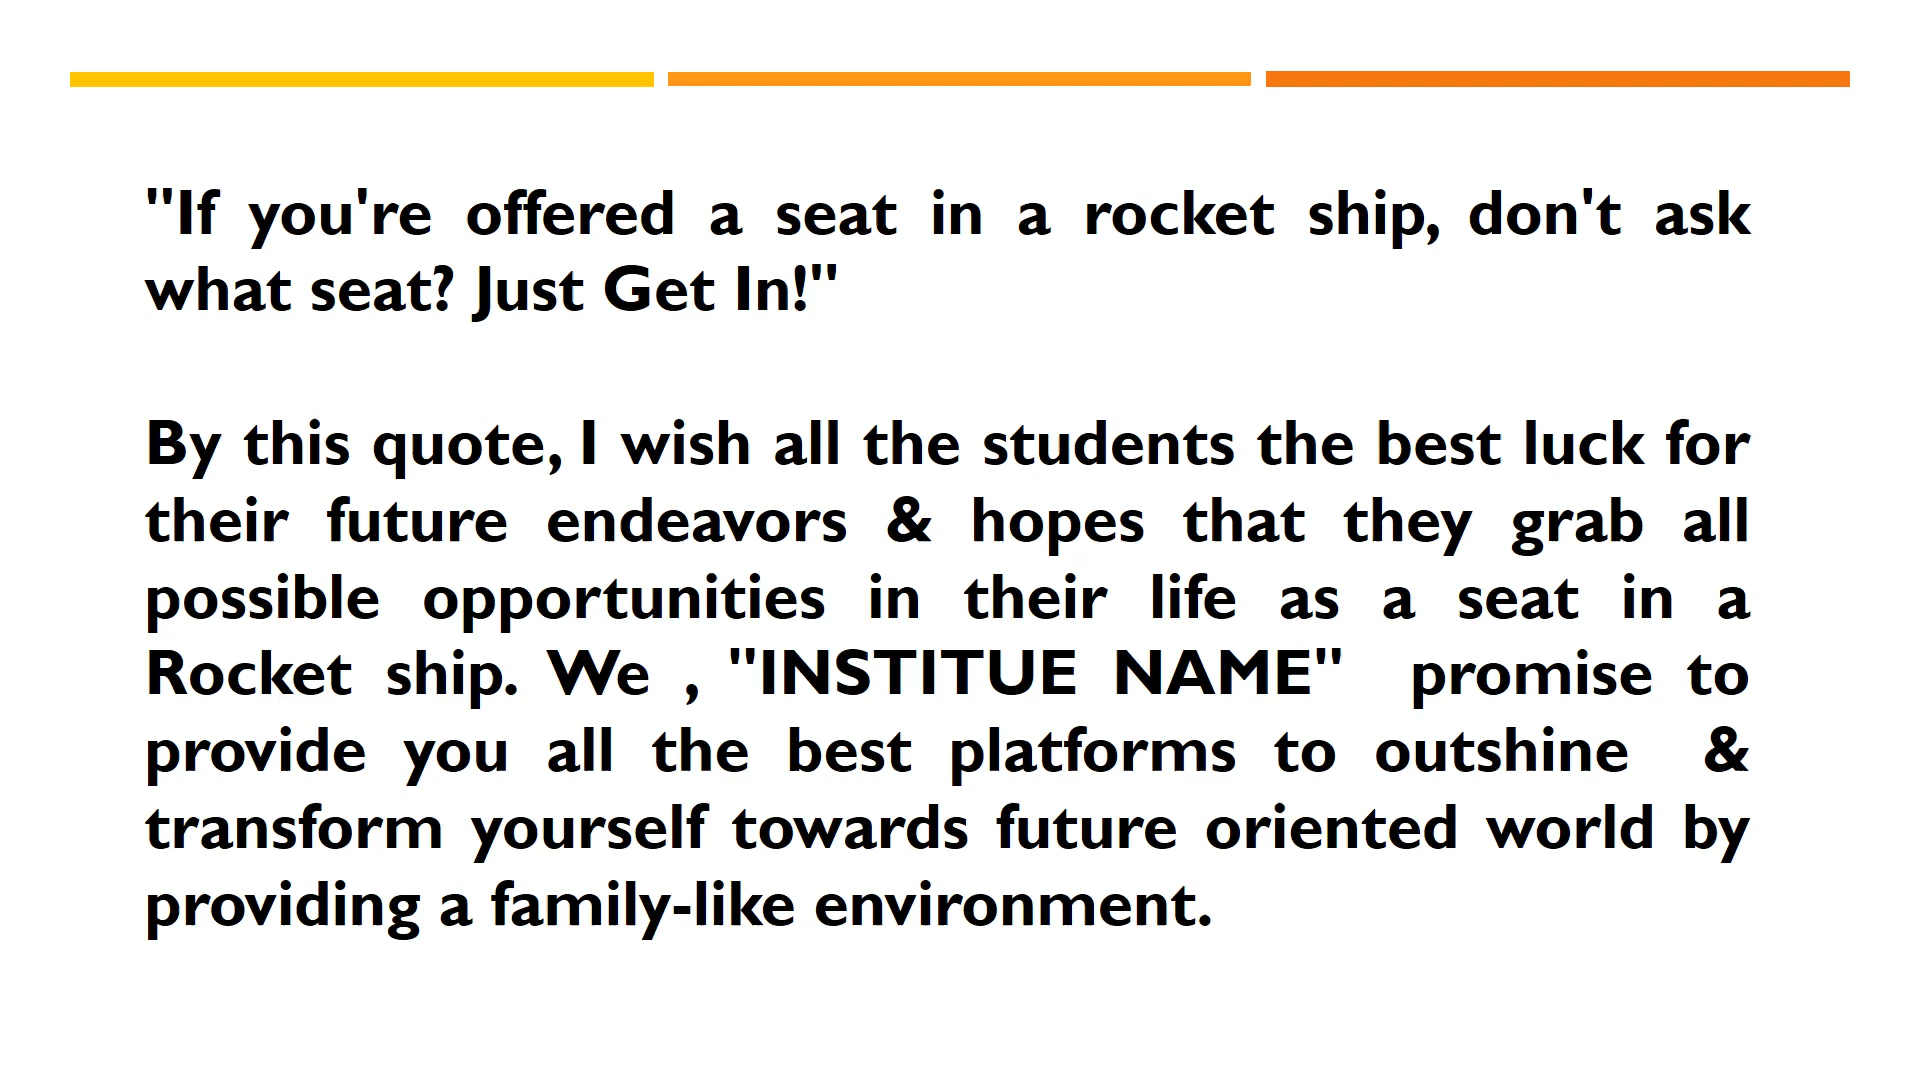 "If you're offered a seat in a rocket ship, don't ask
what seat? Just Get In!"
By this quote, I wish all the students the best luck for
their future endeavors & hopes that they grab all
possible opportunities in their life as a seat in a
Rocket ship. We , "INSTITUE NAME" promise to
provide you all the best platforms to outshine &
transform yourself towards future oriented world by
providing a family-like environment.